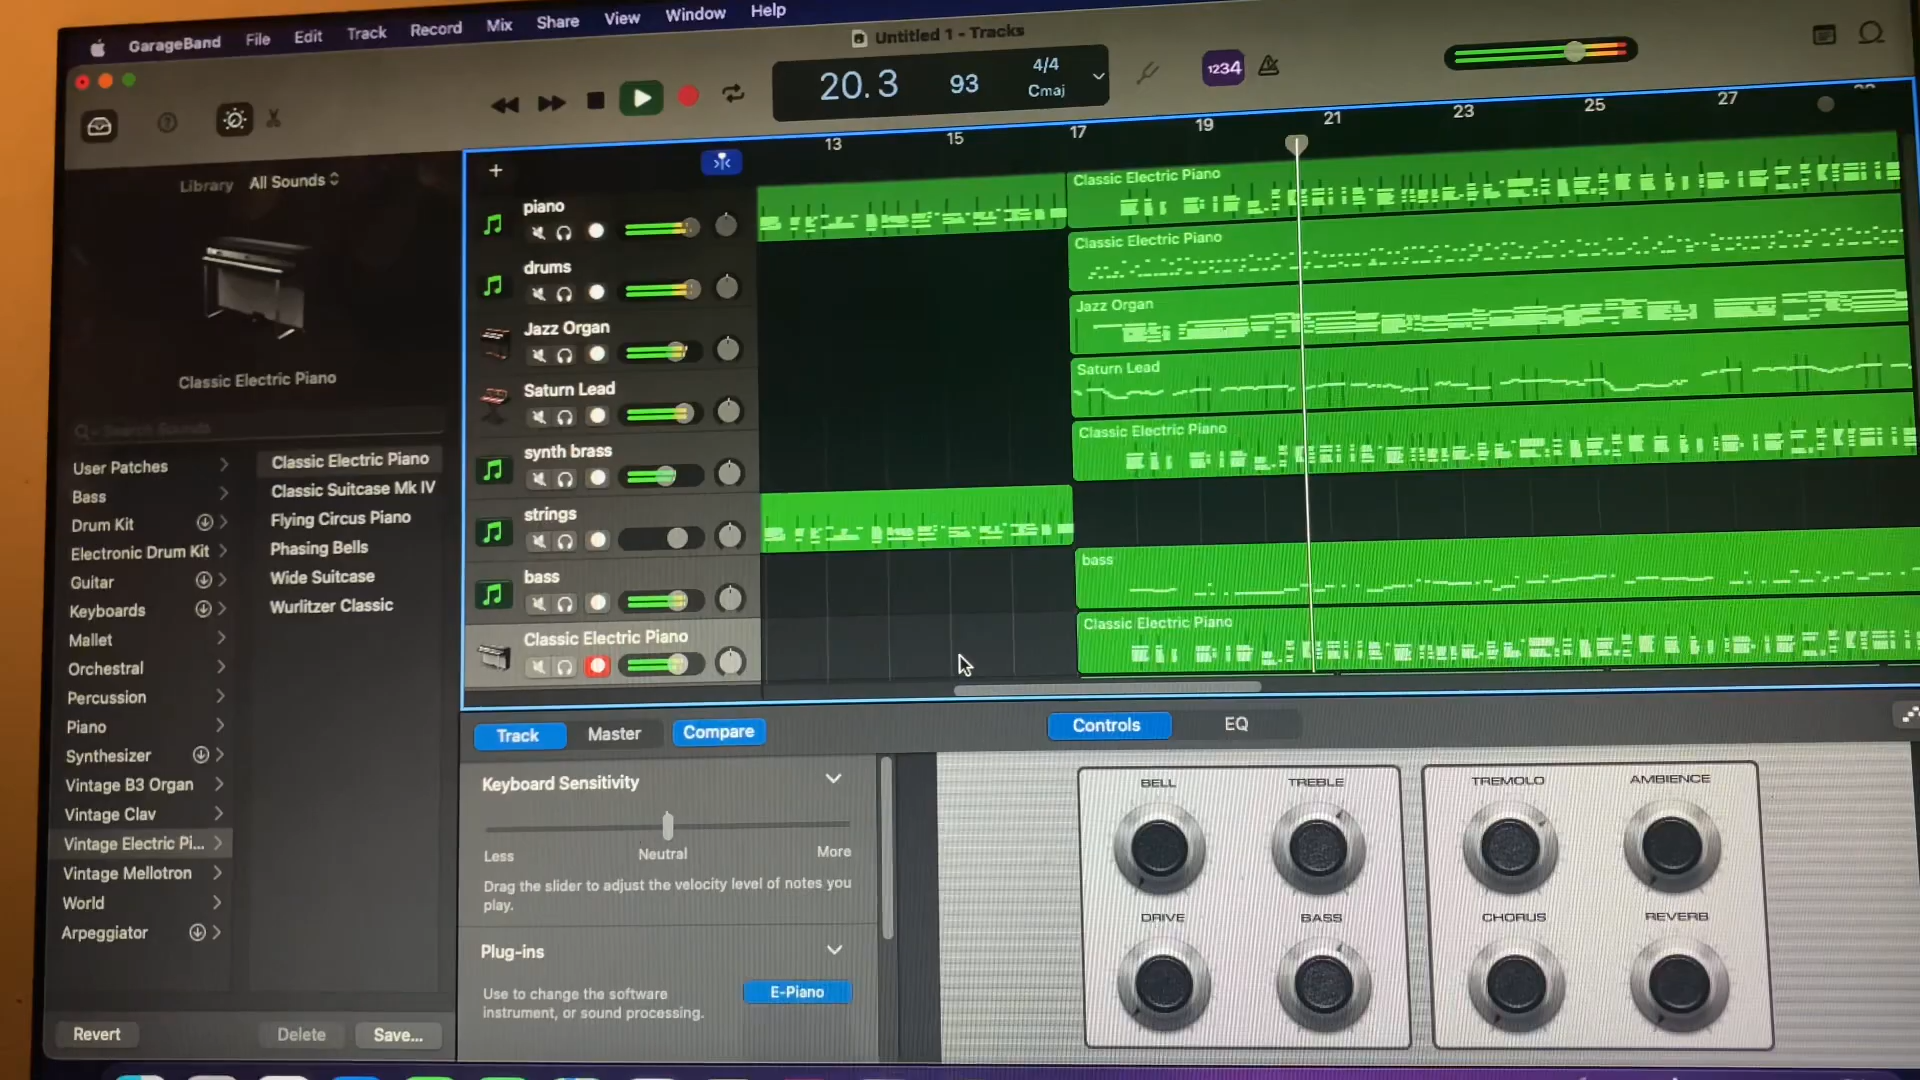 GarageBand File Edit Track Record Mix Share View Window Help
Untitled 1 - Tracks
20.3 93 4/4
Cmaj
1234
Library All Sounds
Classic Electric Piano
Search Sounds
User Patches
Bass
Drum Kit
Electronic Drum Kit
Guitar
Keyboards
Mallet
Orchestral
Percussion
Piano
Synthesizer
Vintage B3 Organ
Vintage Clav
Vintage Electric Pi...
Vintage Mellotron
World
Arpeggiator
Classic Electric Piano
Classic Suitcase Mk IV
Flying Circus Piano
Phasing Bells
Wide Suitcase
Wurlitzer Classic
Revert Delete Save...
13 15 17 19 21 23 25 27
piano
drums
Jazz Organ
Saturn Lead
synth brass
strings
bass
Classic Electric Piano
Classic Electric Piano
Classic Electric Piano
Jazz Organ
Saturn Lead
Classic Electric Piano
bass
Classic Electric Piano
Track Master Compare
Controls EQ
Keyboard Sensitivity
Less Neutral More
Drag the slider to adjust the velocity level of notes you
play.
Plug-ins
Use to change the software
instrument, or sound processing.
E-Piano
BELL TREBLE TREMOLO AMBIENCE
DRIVE BASS CHORUS REVERB